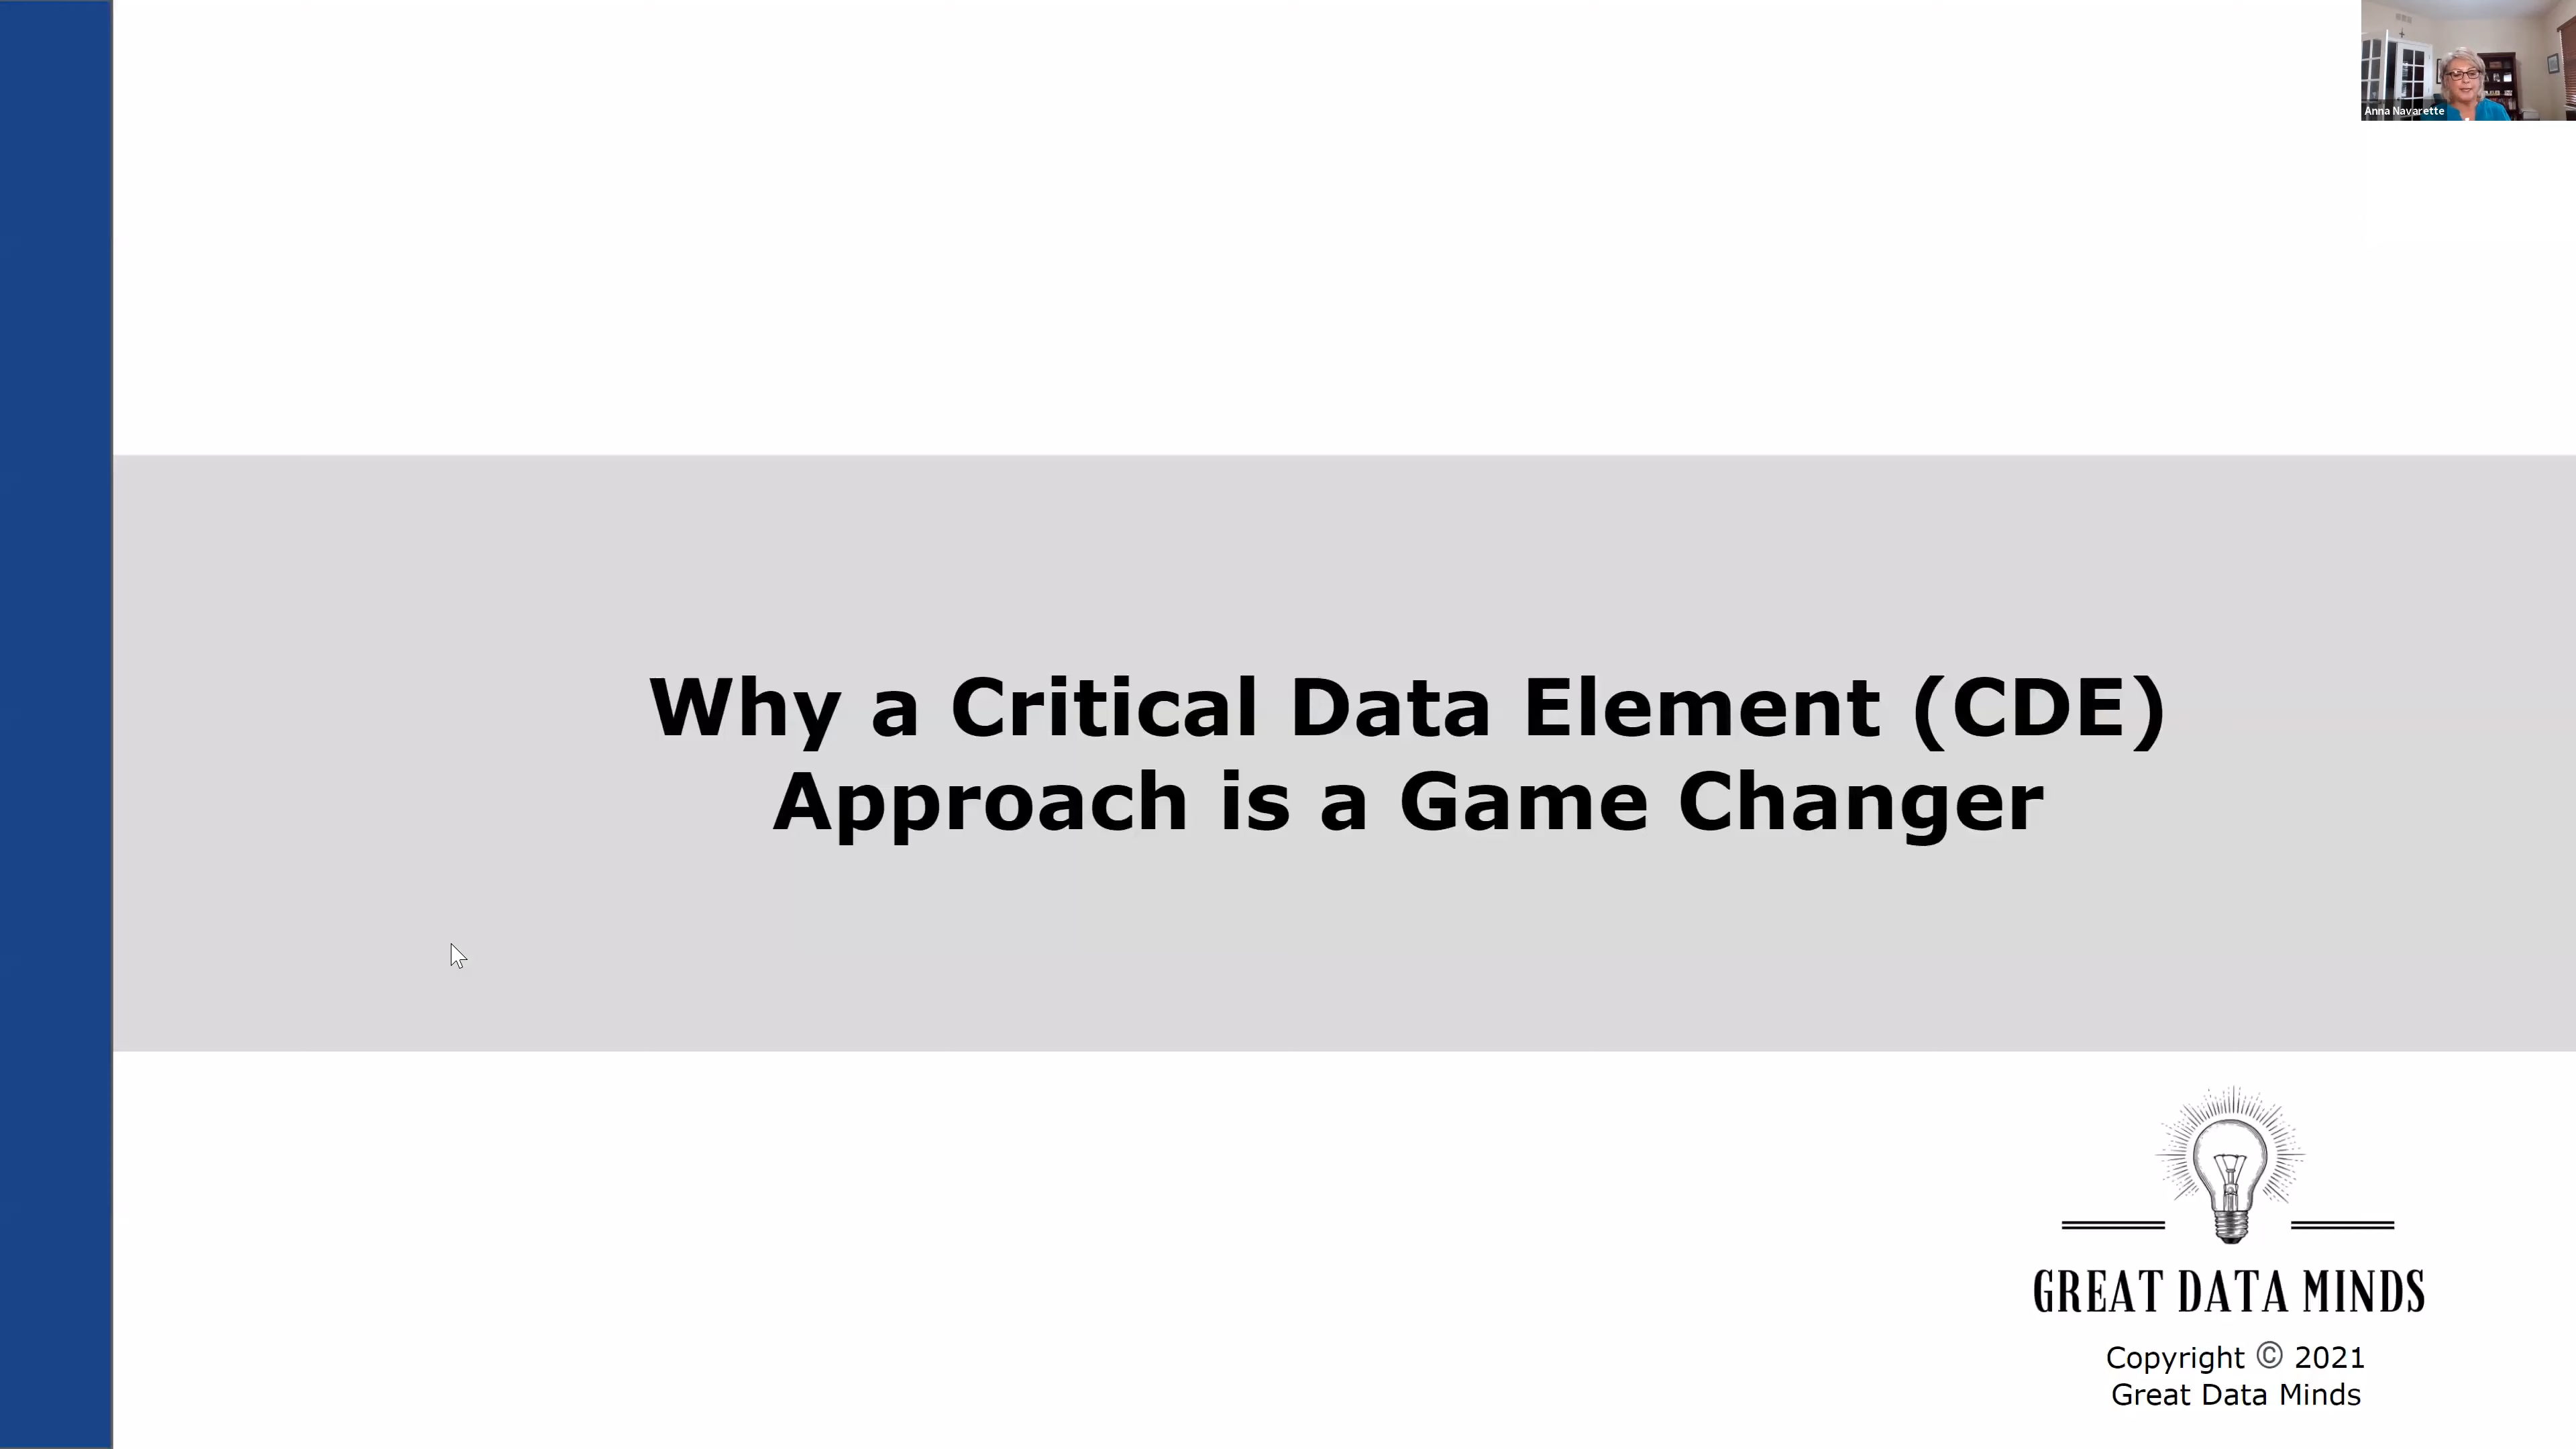 Anna Navarette
Why a Critical Data Element (CDE)
Approach is a Game Changer
GREAT DATA MINDS
Copyright © 2021
Great Data Minds